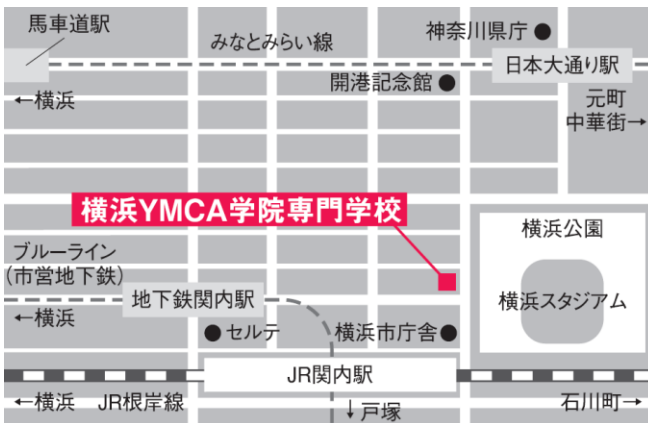 馬車道駅
みなとみらい線
神奈川県庁
日本大通り駅
←横浜
開港記念館
元町
中華街→
横浜YMCA学院専門学校
横浜公園
ブルーライン
(市営地下鉄)
地下鉄関内駅
横浜スタジアム
←横浜
セルテ
横浜市庁舎
JR関内駅
←横浜
JR根岸線
↓戸塚
石川町→